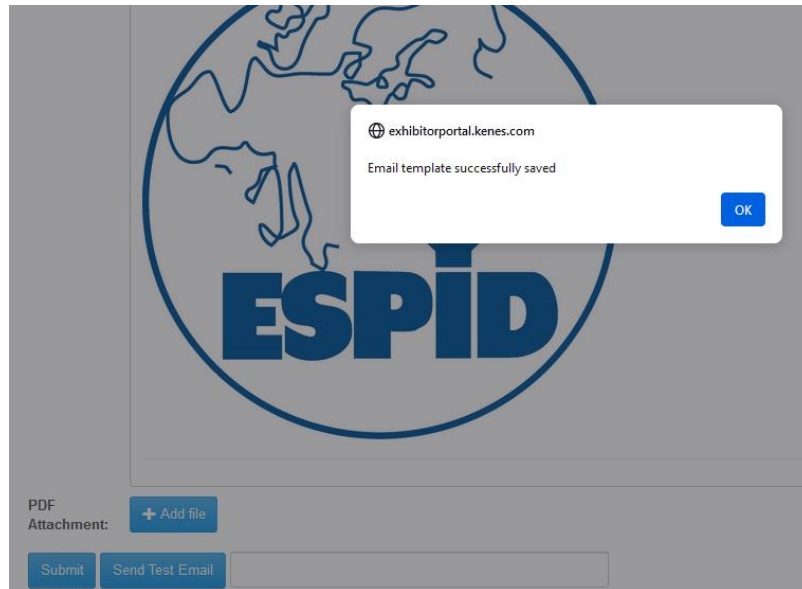 exhibitorportal.kenes.com
Email template successfully saved
OK
ESPID
PDF
Attachment:
+ Add file
Submit
Send Test Email